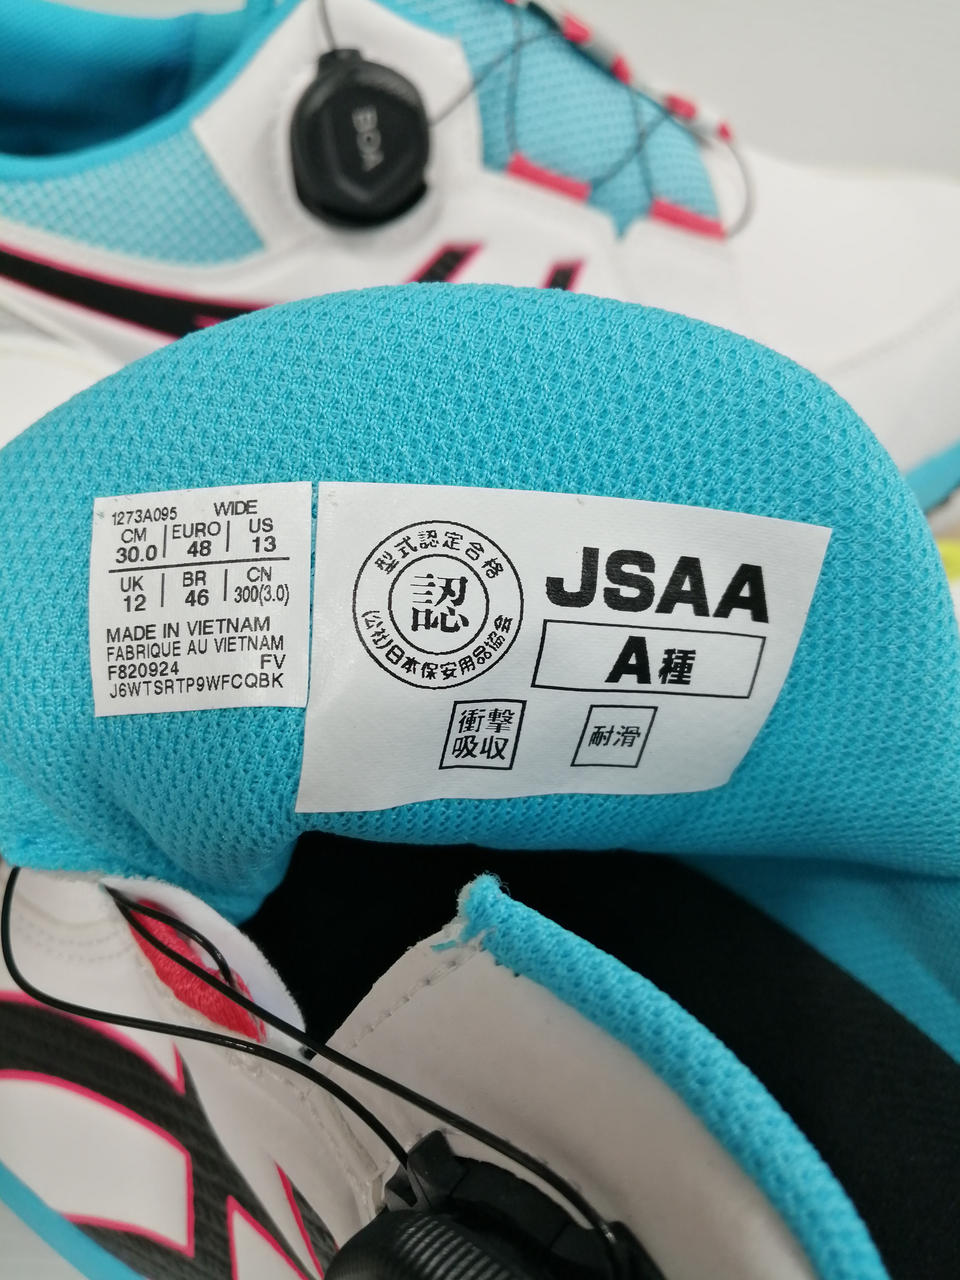 BOA
1273A095 WIDE
CM EURO US
30.0 48 13
UK BR CN
12 46 300(3.0)
MADE IN VIETNAM
FABRIQUE AU VIETNAM
F820924 FV
J6WTSRTP9WFCQBK
型式認定合格
認
(公社)日本保安用品協会
JSAA
A種
衝撃
吸収
耐滑